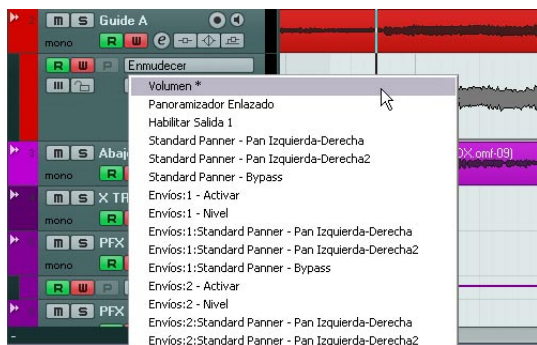 m S Guide A
mono R W e
R W P Enmudecer
Volumen *
Panoramizador Enlazado
Habilitar Salida 1
Standard Panner - Pan Izquierda-Derecha
m S Abaj
Standard Panner - Pan Izquierda-Derecha2
OX.omf-09)
mono R
Standard Panner - Bypass
Envíos:1 - Activar
m S X TR
Envíos:1 - Nivel
mono R
Envíos:1:Standard Panner - Pan Izquierda-Derecha
m S PFX
Envíos:1:Standard Panner - Pan Izquierda-Derecha2
mono R
Envíos:1:Standard Panner - Bypass
R W P
Envíos:2 - Activar
Envíos:2 - Nivel
m S PFX
Envíos:2:Standard Panner - Pan Izquierda-Derecha
Envíos:2:Standard Panner - Pan Izquierda-Derecha2